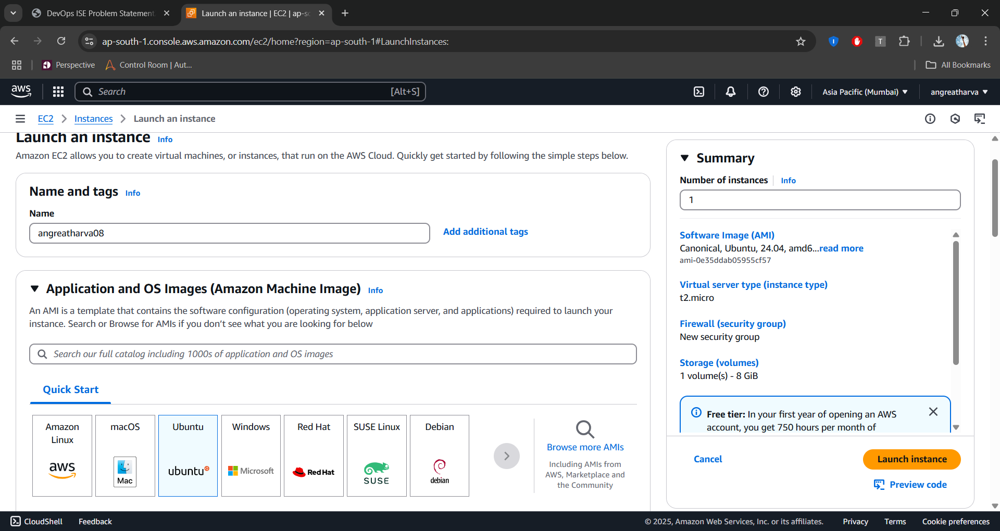 DevOps ISE Problem Statement
Launch an instance | EC2 | ap-so
ap-south-1.console.aws.amazon.com/ec2/home?region=ap-south-1#LaunchInstances:
T
Perspective
Control Room | Aut...
All Bookmarks
aws
Search
[Alt+S]
Asia Pacific (Mumbai)
angreatharva
EC2
Instances
Launch an instance
Launch an instance Info
Amazon EC2 allows you to create virtual machines, or instances, that run on the AWS Cloud. Quickly get started by following the simple steps below.
Name and tags Info
Name
angreatharva08
Add additional tags
Application and OS Images (Amazon Machine Image) Info
An AMI is a template that contains the software configuration (operating system, application server, and applications) required to launch your
instance. Search or Browse for AMIs if you don’t see what you are looking for below
Search our full catalog including 1000s of application and OS images
Quick Start
Amazon
Linux
aws
macOS
Mac
Ubuntu
ubuntu
Windows
Microsoft
Red Hat
Red Hat
SUSE Linux
SUSE
Debian
debian
Browse more AMIs
Including AMIs from
AWS, Marketplace and
the Community
Summary
Number of instances Info
1
Software Image (AMI)
Canonical, Ubuntu, 24.04, amd6...read more
ami-0e35ddab05955cf57
Virtual server type (instance type)
t2.micro
Firewall (security group)
New security group
Storage (volumes)
1 volume(s) - 8 GiB
Free tier: In your first year of opening an AWS
account, you get 750 hours per month of
Cancel
Launch instance
Preview code
CloudShell
Feedback
© 2025, Amazon Web Services, Inc. or its affiliates.
Privacy
Terms
Cookie preferences